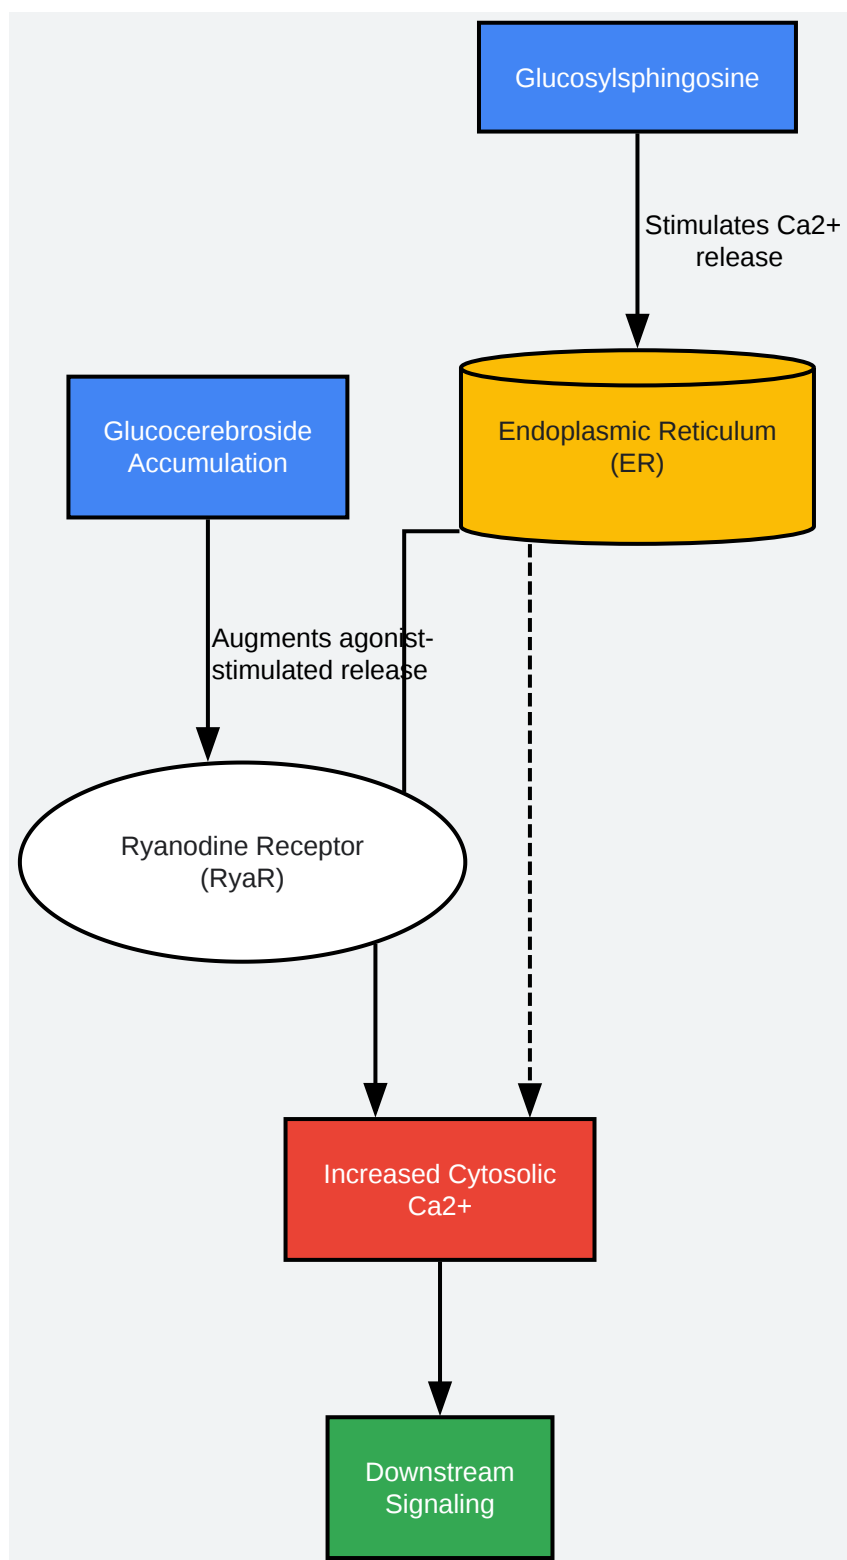 Glucosylsphingosine
Stimulates Ca2+
release
Endoplasmic Reticulum
(ER)
Glucocerebroside
Accumulation
Augments agonist-
stimulated release
Ryanodine Receptor
(RyaR)
Increased Cytosolic
Ca2+
Downstream
Signaling